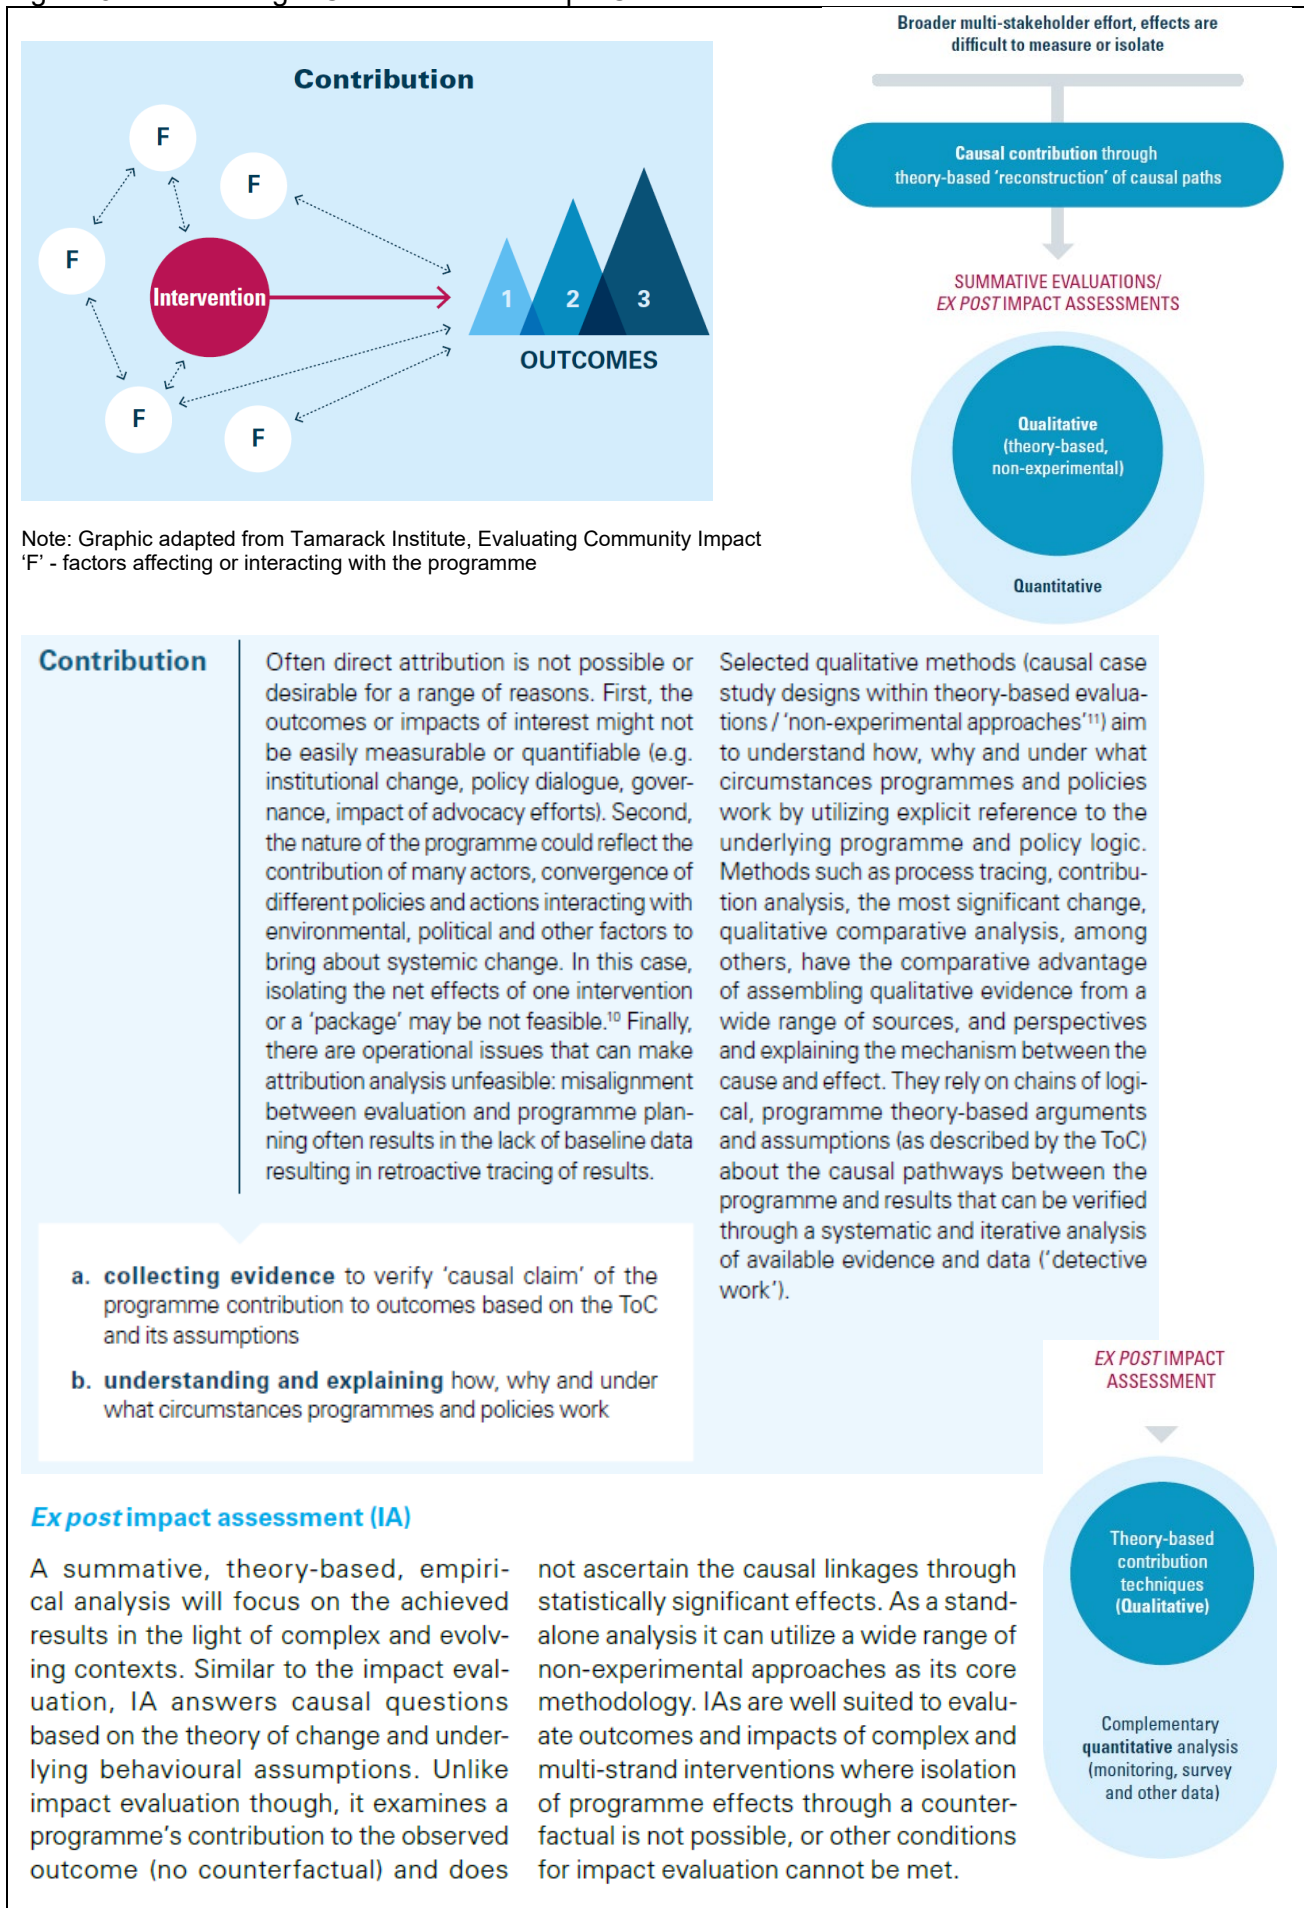 Contribution
F
F
F
Intervention
F
F
1
2
3
OUTCOMES
Note: Graphic adapted from Tamarack Institute, Evaluating Community Impact
‘F’ - factors affecting or interacting with the programme
Broader multi-stakeholder effort, effects are
difficult to measure or isolate
Causal contribution through
theory-based ‘reconstruction’ of causal paths
SUMMATIVE EVALUATIONS/
EX POST IMPACT ASSESSMENTS
Qualitative
(theory-based,
non-experimental)
Quantitative
Contribution
Often direct attribution is not possible or
desirable for a range of reasons. First, the
outcomes or impacts of interest might not
be easily measurable or quantifiable (e.g.
institutional change, policy dialogue, gover-
nance, impact of advocacy efforts). Second,
the nature of the programme could reflect the
contribution of many actors, convergence of
different policies and actions interacting with
environmental, political and other factors to
bring about systemic change. In this case,
isolating the net effects of one intervention
or a ‘package’ may be not feasible.¹⁰ Finally,
there are operational issues that can make
attribution analysis unfeasible: misalignment
between evaluation and programme plan-
ning often results in the lack of baseline data
resulting in retroactive tracing of results.
Selected qualitative methods (causal case
study designs within theory-based evalua-
tions / ‘non-experimental approaches’¹¹) aim
to understand how, why and under what
circumstances programmes and policies
work by utilizing explicit reference to the
underlying programme and policy logic.
Methods such as process tracing, contribu-
tion analysis, the most significant change,
qualitative comparative analysis, among
others, have the comparative advantage
of assembling qualitative evidence from a
wide range of sources, and perspectives
and explaining the mechanism between the
cause and effect. They rely on chains of logi-
cal, programme theory-based arguments
and assumptions (as described by the ToC)
about the causal pathways between the
programme and results that can be verified
through a systematic and iterative analysis
of available evidence and data (‘detective
work’).
a. collecting evidence to verify ‘causal claim’ of the
programme contribution to outcomes based on the ToC
and its assumptions
b. understanding and explaining how, why and under
what circumstances programmes and policies work
EX POST IMPACT
ASSESSMENT
Theory-based
contribution
techniques
(Qualitative)
Complementary
quantitative analysis
(monitoring, survey
and other data)
Ex post impact assessment (IA)
A summative, theory-based, empiri-
cal analysis will focus on the achieved
results in the light of complex and evolv-
ing contexts. Similar to the impact eval-
uation, IA answers causal questions
based on the theory of change and under-
lying behavioural assumptions. Unlike
impact evaluation though, it examines a
programme’s contribution to the observed
outcome (no counterfactual) and does
not ascertain the causal linkages through
statistically significant effects. As a stand-
alone analysis it can utilize a wide range of
non-experimental approaches as its core
methodology. IAs are well suited to evalu-
ate outcomes and impacts of complex and
multi-strand interventions where isolation
of programme effects through a counter-
factual is not possible, or other conditions
for impact evaluation cannot be met.